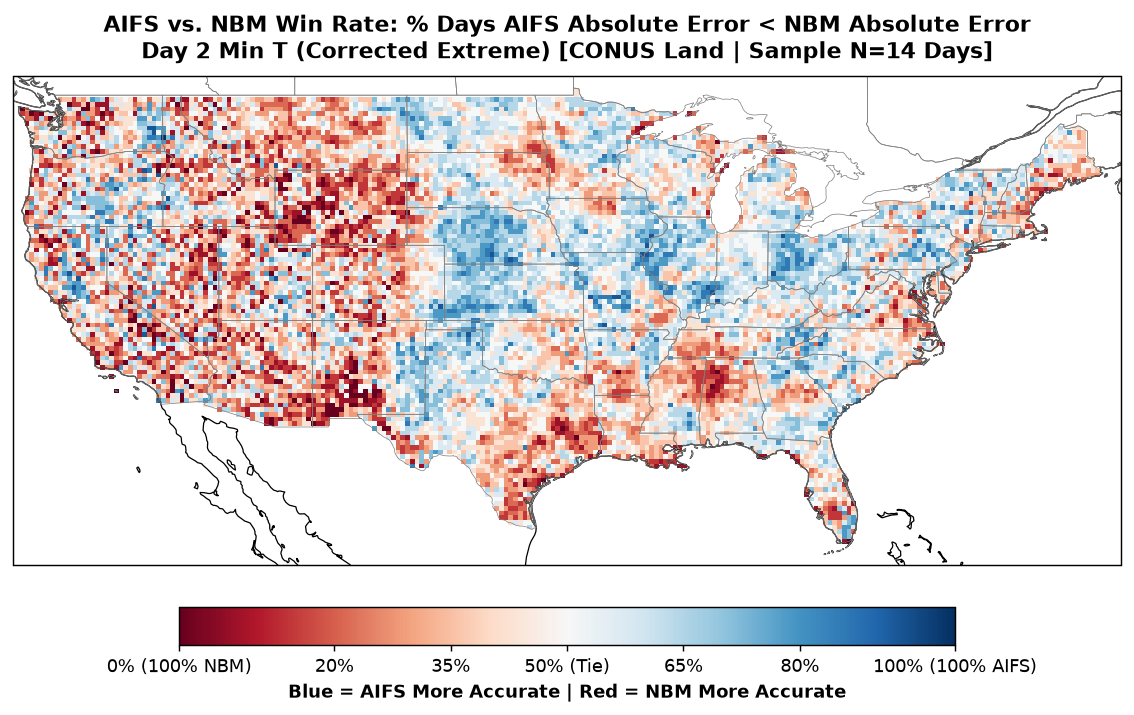 AIFS vs. NBM Win Rate: % Days AIFS Absolute Error < NBM Absolute Error
Day 2 Min T (Corrected Extreme) [CONUS Land | Sample N=14 Days]
0% (100% NBM) 20% 35% 50% (Tie) 65% 80% 100% (100% AIFS)
Blue = AIFS More Accurate | Red = NBM More Accurate